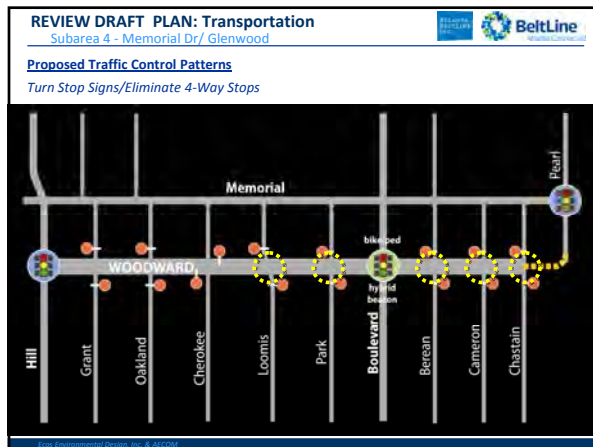 REVIEW DRAFT PLAN: Transportation
Subarea 4 - Memorial Dr/ Glenwood
BeltLine
Proposed Traffic Control Patterns
Turn Stop Signs/Eliminate 4-Way Stops
Pearl
Memorial
bike/ped
WOODWARD
hybrid
beacon
Hill
Grant
Oakland
Cherokee
Loomis
Park
Boulevard
Berean
Cameron
Chastain
Ecos Environmental Design, Inc. & AECOM